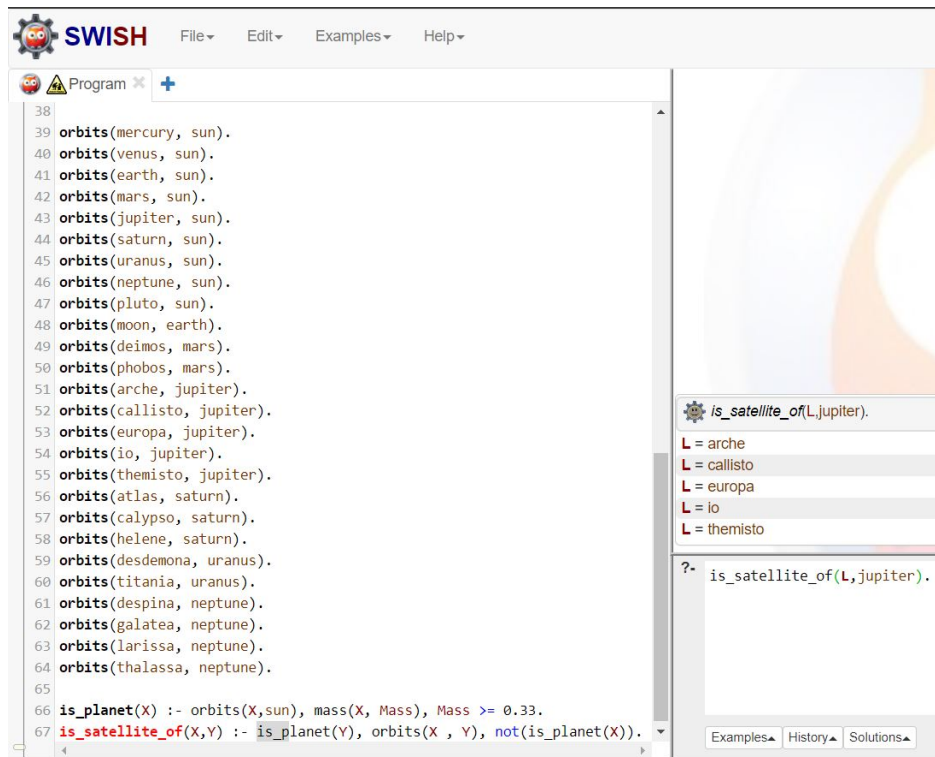 SWISH File Edit Examples Help
Program
38
39 orbits(mercury, sun).
40 orbits(venus, sun).
41 orbits(earth, sun).
42 orbits(mars, sun).
43 orbits(jupiter, sun).
44 orbits(saturn, sun).
45 orbits(uranus, sun).
46 orbits(neptune, sun).
47 orbits(pluto, sun).
48 orbits(moon, earth).
49 orbits(deimos, mars).
50 orbits(phobos, mars).
51 orbits(arche, jupiter).
52 orbits(callisto, jupiter).
53 orbits(europa, jupiter).
54 orbits(io, jupiter).
55 orbits(themisto, jupiter).
56 orbits(atlas, saturn).
57 orbits(calypso, saturn).
58 orbits(helene, saturn).
59 orbits(desdemona, uranus).
60 orbits(titania, uranus).
61 orbits(despina, neptune).
62 orbits(galatea, neptune).
63 orbits(larissa, neptune).
64 orbits(thalassa, neptune).
65
66 is_planet(X) :- orbits(X,sun), mass(X, Mass), Mass >= 0.33.
67 is_satellite_of(X,Y) :- is_planet(Y), orbits(X , Y), not(is_planet(X)).
is_satellite_of(L,jupiter).
L = arche
L = callisto
L = europa
L = io
L = themisto
?- is_satellite_of(L,jupiter).
Examples History Solutions